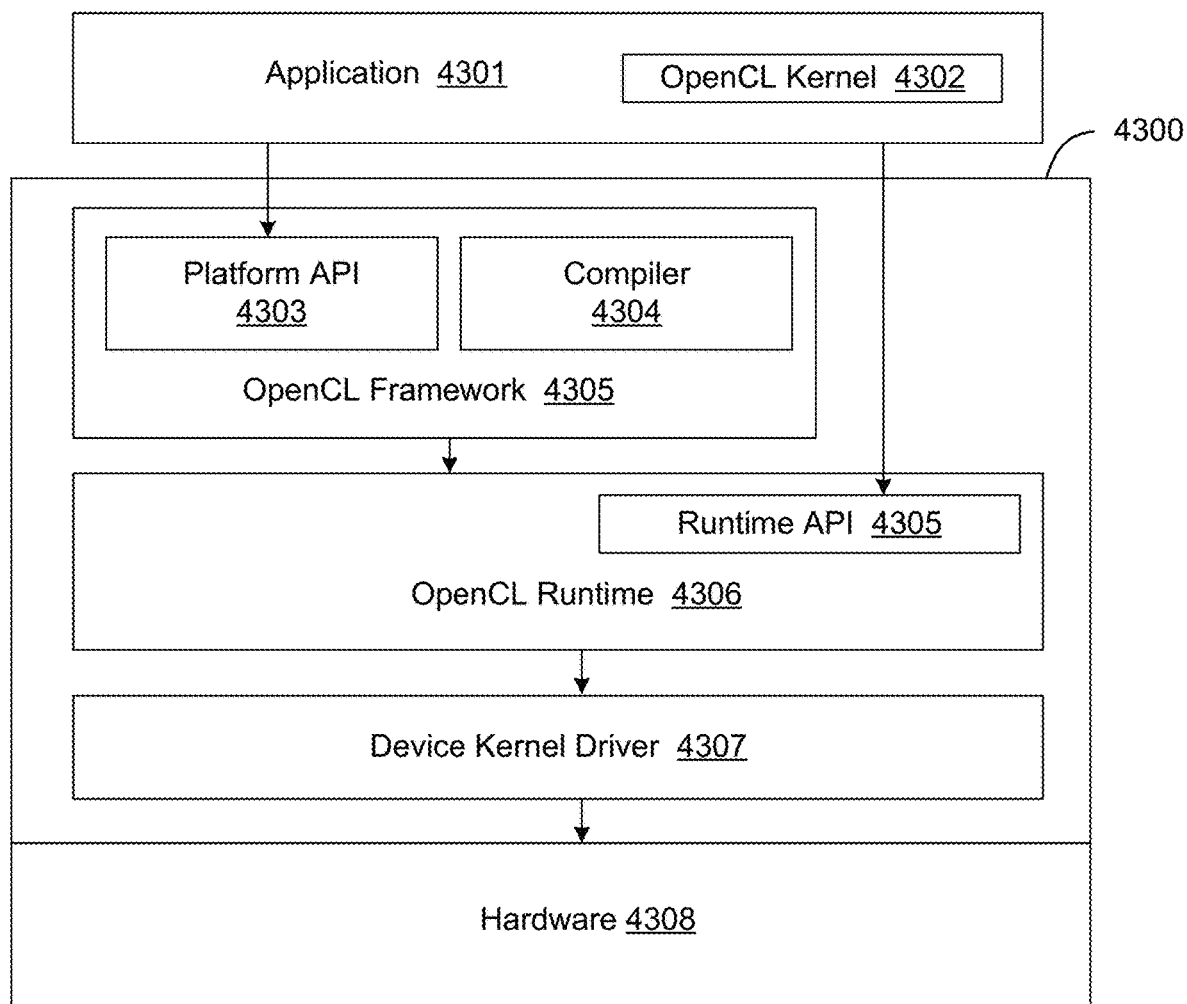 Application 4301
OpenCL Kernel 4302
4300
Platform API
4303
Compiler
4304
OpenCL Framework 4305
Runtime API 4305
OpenCL Runtime 4306
Device Kernel Driver 4307
Hardware 4308